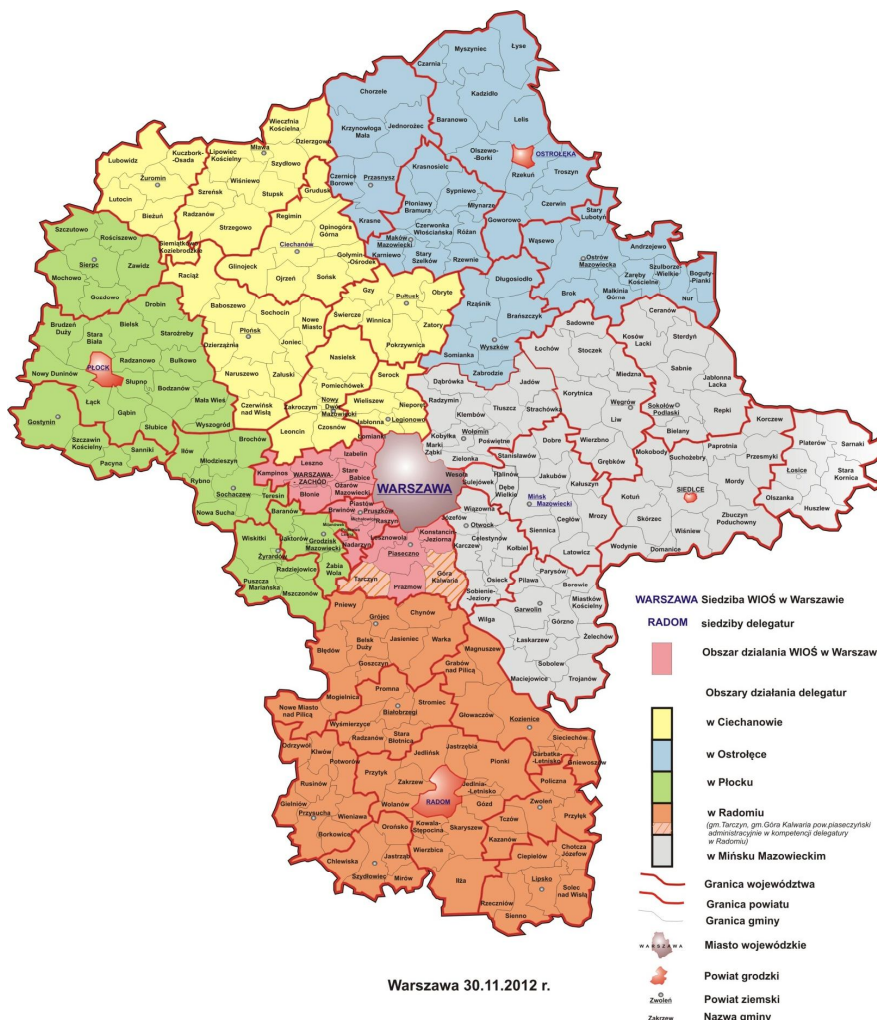 Łyse
Myszyniec
Czarnia
Chorzele
Kadzidło
Baranowo
Lelis
Krzynowłoga Mała
Jednorożec
Olszewo-Borki
OSTROŁĘKA
Rzekuń
Troszyn
Krasnosielc
Czernice Borowe
Przasnysz
Sypniewo
Płoniawy Bramura
Młynarze
Czerwin
Goworowo
Stary Lubotyń
Krasne
Maków Mazowiecki
Czerwonka Włościańska
Różan
Karniewo
Stary Szelków
Rzewnie
Wąsewo
Ostrów Mazowiecka
Andrzejewo
Szulborze-Wielkie
Zaręby Kościelne
Boguty-Pianki
Małkinia Górna
Nur
Brok
Długosiodło
Rząśnik
Brańszczyk
Wyszków
Somianka
Zabrodzie
Wieczfnia Kościelna
Mława
Dzierzgowo
Kuczbork-Osada
Lipowiec Kościelny
Lubowidz
Żuromin
Szydłowo
Wiśniewo
Grudusk
Szreńsk
Stupsk
Lutocin
Bieżuń
Radzanów
Strzegowo
Regimin
Opinogóra Górna
Ciechanów
Siemiątkowo Koziebrodzkie
Glinojeck
Gołymin-Ośrodek
Ojrzeń
Sońsk
Raciąż
Baboszewo
Sochocin
Gzy
Pułtusk
Obryte
Świercze
Winnica
Zatory
Pokrzywnica
Nowe Miasto
Płońsk
Joniec
Dzierzążnia
Naruszewo
Załuski
Nasielsk
Pomiechówek
Serock
Czerwińsk nad Wisłą
Zakroczym
Nowy Dwór Mazowiecki
Wieliszew
Nieporęt
Legionowo
Jabłonna
Leoncin
Czosnów
Szczutowo
Rościszewo
Sierpc
Zawidz
Mochowo
Gozdowo
Drobin
Brudzeń Duży
Stara Biała
Bielsk
Staroźreby
Radzanowo
Bulkowo
PŁOCK
Nowy Duninów
Słupno
Bodzanów
Mała Wieś
Łąck
Gąbin
Wyszogród
Gostynin
Słubice
Szczawin Kościelny
Sanniki
Pacyna
Iłów
Brochów
Młodzieszyn
Rybno
Sochaczew
Teresin
Nowa Sucha
Baranów
Wiskitki
Jaktorów
Grodzisk Mazowiecki
Żyrardów
Radziejowice
Żabia Wola
Puszcza Mariańska
Mszczonów
Łomianki
Izabelin
Leszno
Kampinos
WARSZAWA-ZACHÓD
Stare Babice
Ożarów Mazowiecki
Błonie
Piastów
Brwinów
Pruszków
Michałowice
Raszyn
Nadarzyn
Lesznowola
Konstancin-Jeziorna
Piaseczno
Tarczyn
Prażmów
Góra Kalwaria
WARSZAWA
Wesoła
Dąbrówka
Radzymin
Klembów
Tłuszcz
Jadów
Strachówka
Wołomin
Kobyłka
Marki
Ząbki
Poświętne
Zielonka
Sulejówek
Halinów
Stanisławów
Dobre
Dębe Wielkie
Mińsk Mazowiecki
Jakubów
Kałuszyn
Wiązowna
Józefów
Otwock
Celestynów
Karczew
Kołbiel
Siennica
Cegłów
Mrozy
Latowicz
Osieck
Sobienie-Jeziory
Pilawa
Parysów
Borowie
Garwolin
Miastków Kościelny
Wilga
Górzno
Żelechów
Łaskarzew
Sobolew
Maciejowice
Trojanów
Sadowne
Łochów
Stoczek
Kosów Lacki
Ceranów
Sterdyń
Sabnie
Miedzna
Korytnica
Węgrów
Liw
Sokołów Podlaski
Jabłonna Lacka
Repki
Bielany
Wierzbno
Grębków
Mokobody
Suchożebry
Paprotnia
Korczew
Przesmyki
Platerów
Sarnaki
Łosice
Stara Kornica
Olszanka
Huszlew
Kotuń
SIEDLCE
Mordy
Skórzec
Zbuczyn Poduchowny
Wiśniew
Wodynie
Domanice
Pniewy
Grójec
Chynów
Belsk Duży
Jasieniec
Warka
Błędów
Goszczyn
Magnuszew
Grabów nad Pilicą
Mogielnica
Promna
Stromiec
Nowe Miasto nad Pilicą
Białobrzegi
Wyśmierzyce
Głowaczów
Kozienice
Radzanów
Stara Błotnica
Sieciechów
Odrzywół
Klwów
Jedlińsk
Jastrzębia
Garbatka-Letnisko
Gniewoszów
Potworów
Pionki
Przytyk
Zakrzew
Jedlnia-Letnisko
Policzna
Rusinów
RADOM
Gielniów
Wieniawa
Wolanów
Gózd
Zwoleń
Przyłęk
Przysucha
Orońsko
Kowala-Stępocina
Skaryszew
Tczów
Borkowice
Wierzbica
Kazanów
Chlewiska
Jastrząb
Ciepielów
Chotcza Józefów
Szydłowiec
Mirów
Iłża
Lipsko
Rzeczniów
Solec nad Wisłą
Sienno
WARSZAWA Siedziba WIOŚ w Warszawie
RADOM siedziby delegatur
Obszar działania WIOŚ w Warszaw
Obszary działania delegatur
w Ciechanowie
w Ostrołęce
w Płocku
w Radomiu
(gm.Tarczyn, gm.Góra Kalwaria pow.piaseczyński
administracyjnie w kompetencji delegatury
w Radomiu)
w Mińsku Mazowieckim
Granica województwa
Granica powiatu
Granica gminy
WARSZAWA Miasto wojewódzkie
Powiat grodzki
Zwoleń Powiat ziemski
Zakrzew Nazwa gminy
Warszawa 30.11.2012 r.